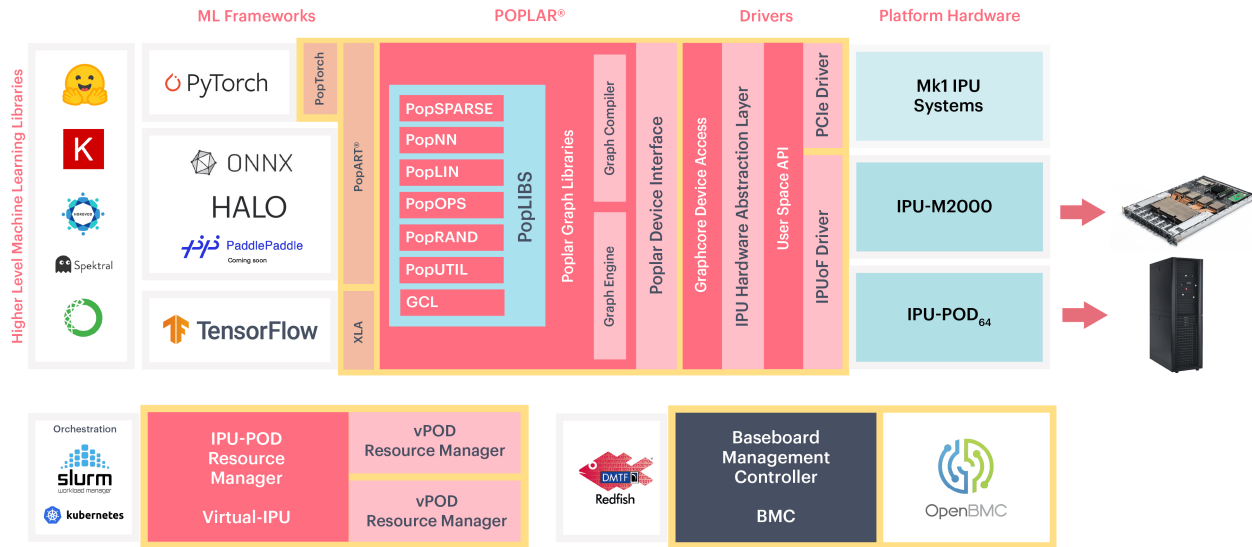 ML Frameworks
POPLAR®
Drivers
Platform Hardware
Higher Level Machine Learning Libraries
K
HOROVOD
Spektral
PyTorch
ONNX
HALO
PaddlePaddle
Coming soon
TensorFlow
PopTorch
PopART®
XLA
PopSPARSE
PopNN
PopLIN
PopOPS
PopRAND
PopUTIL
GCL
PopLIBS
Poplar Graph Libraries
Graph Compiler
Graph Engine
Poplar Device Interface
Graphcore Device Access
IPU Hardware Abstraction Layer
User Space API
PCIe Driver
IPUoF Driver
Mk1 IPU
Systems
IPU-M2000
IPU-POD64
Orchestration
slurm
workload manager
kubernetes
IPU-POD
Resource
Manager
Virtual-IPU
vPOD
Resource Manager
vPOD
Resource Manager
DMTF
Redfish
Baseboard
Management
Controller
BMC
OpenBMC